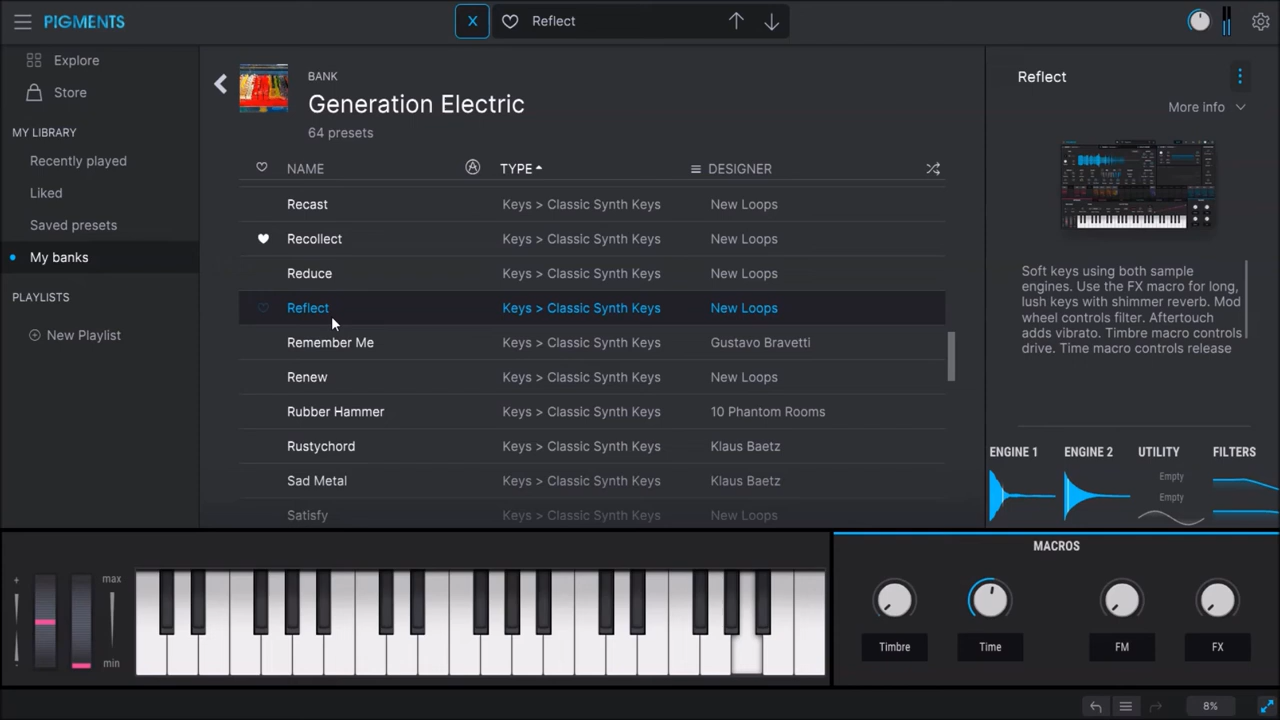 PIGMENTS
X
Reflect
Explore
Store
MY LIBRARY
Recently played
Liked
Saved presets
My banks
PLAYLISTS
New Playlist
BANK
Generation Electric
64 presets
NAME TYPE DESIGNER
Recast Keys > Classic Synth Keys New Loops
Recollect Keys > Classic Synth Keys New Loops
Reduce Keys > Classic Synth Keys New Loops
Reflect Keys > Classic Synth Keys New Loops
Remember Me Keys > Classic Synth Keys Gustavo Bravetti
Renew Keys > Classic Synth Keys New Loops
Rubber Hammer Keys > Classic Synth Keys 10 Phantom Rooms
Rustychord Keys > Classic Synth Keys Klaus Baetz
Sad Metal Keys > Classic Synth Keys Klaus Baetz
Satisfy Keys > Classic Synth Keys New Loops
Reflect
More info
Soft keys using both sample
engines. Use the FX macro for long,
lush keys with shimmer reverb. Mod
wheel controls filter. Aftertouch
adds vibrato. Timbre macro controls
drive. Time macro controls release
ENGINE 1 ENGINE 2 UTILITY FILTERS
Empty
Empty
+
-
max
min
MACROS
Timbre Time FM FX
8%